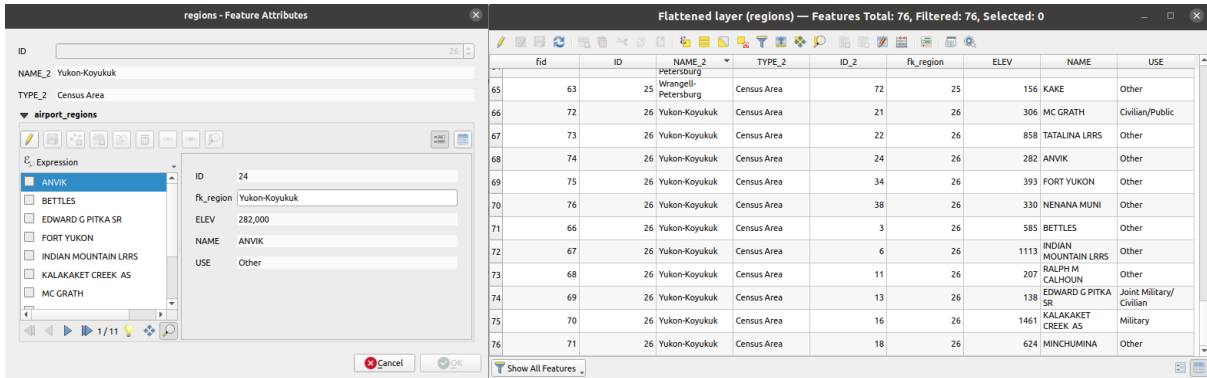 regions - Feature Attributes
ID 26
NAME_2 Yukon-Koyukuk
TYPE_2 Census Area
airport_regions
Expression
ANVIK
BETTLES
EDWARD G PITKA SR
FORT YUKON
INDIAN MOUNTAIN LRRS
KALAKAKET CREEK AS
MC GRATH
1 / 11
ID 24
fk_region Yukon-Koyukuk
ELEV 282,000
NAME ANVIK
USE Other
Cancel
OK
Flattened layer (regions) — Features Total: 76, Filtered: 76, Selected: 0
fid ID NAME_2 TYPE_2 ID_2 fk_region ELEV NAME USE
Petersburg
65 63 25 Wrangell-Petersburg Census Area 72 25 156 KAKE Other
66 72 26 Yukon-Koyukuk Census Area 21 26 306 MC GRATH Civilian/Public
67 73 26 Yukon-Koyukuk Census Area 22 26 858 TATALINA LRRS Other
68 74 26 Yukon-Koyukuk Census Area 24 26 282 ANVIK Other
69 75 26 Yukon-Koyukuk Census Area 34 26 393 FORT YUKON Other
70 76 26 Yukon-Koyukuk Census Area 38 26 330 NENANA MUNI Other
71 66 26 Yukon-Koyukuk Census Area 3 26 585 BETTLES Other
72 67 26 Yukon-Koyukuk Census Area 6 26 1113 INDIAN MOUNTAIN LRRS Other
73 68 26 Yukon-Koyukuk Census Area 11 26 207 RALPH M CALHOUN Other
74 69 26 Yukon-Koyukuk Census Area 13 26 138 EDWARD G PITKA SR Joint Military/Civilian
75 70 26 Yukon-Koyukuk Census Area 16 26 1461 KALAKAKET CREEK AS Military
76 71 26 Yukon-Koyukuk Census Area 18 26 624 MINCHUMINA Other
Show All Features